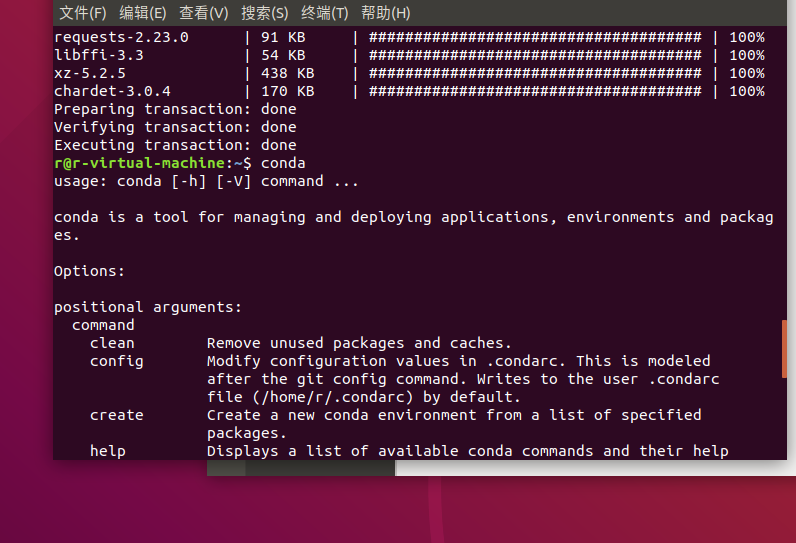 文件(F) 编辑(E) 查看(V) 搜索(S) 终端(T) 帮助(H)
requests-2.23.0      | 91 KB     | ##################################### | 100%
libffi-3.3           | 54 KB     | ##################################### | 100%
xz-5.2.5             | 438 KB    | ##################################### | 100%
chardet-3.0.4        | 170 KB    | ##################################### | 100%
Preparing transaction: done
Verifying transaction: done
Executing transaction: done
r@r-virtual-machine:~$ conda
usage: conda [-h] [-V] command ...
conda is a tool for managing and deploying applications, environments and packag
es.
Options:
positional arguments:
  command
    clean        Remove unused packages and caches.
    config       Modify configuration values in .condarc. This is modeled
                 after the git config command. Writes to the user .condarc
                 file (/home/r/.condarc) by default.
    create       Create a new conda environment from a list of specified
                 packages.
    help         Displays a list of available conda commands and their help